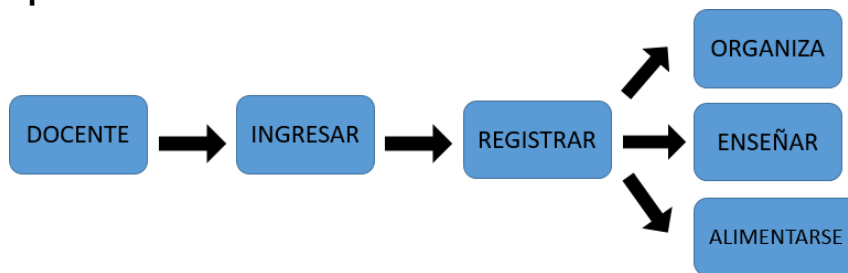 DOCENTE
INGRESAR
REGISTRAR
ORGANIZA
ENSEÑAR
ALIMENTARSE